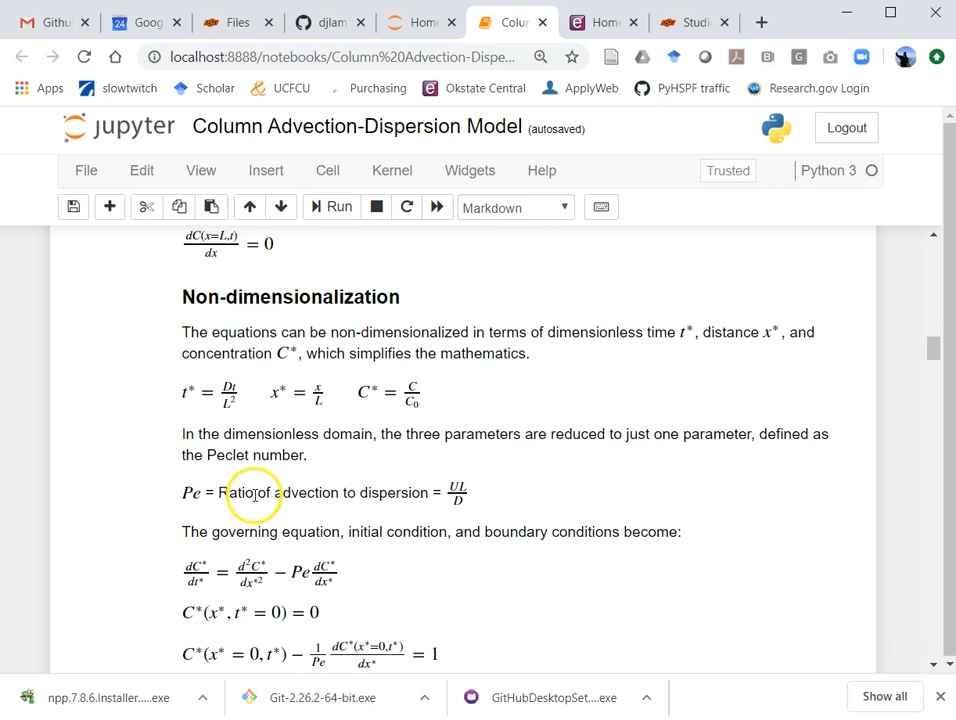 Githu
24 Goog
Files
djlam
Home
Colun
Home
Studi
localhost:8888/notebooks/Column%20Advection-Dispe...
Apps slowtwitch Scholar UCFCU Purchasing Okstate Central ApplyWeb PyHSPF traffic Research.gov Login
jupyter Column Advection-Dispersion Model (autosaved) Logout
File Edit View Insert Cell Kernel Widgets Help Trusted Python 3
Run Markdown
dC(x=L,t)/dx = 0
Non-dimensionalization
The equations can be non-dimensionalized in terms of dimensionless time t*, distance x*, and
concentration C*, which simplifies the mathematics.
t* = Dt/L² x* = x/L C* = C/C₀
In the dimensionless domain, the three parameters are reduced to just one parameter, defined as
the Peclet number.
Pe = Ratio of advection to dispersion = UL/D
The governing equation, initial condition, and boundary conditions become:
dC*/dt* = d²C*/dx*² − Pe dC*/dx*
C*(x*, t* = 0) = 0
C*(x* = 0, t*) − 1/Pe dC*(x*=0,t*)/dx* = 1
npp.7.8.6.Installer.....exe Git-2.26.2-64-bit.exe GitHubDesktopSet....exe Show all